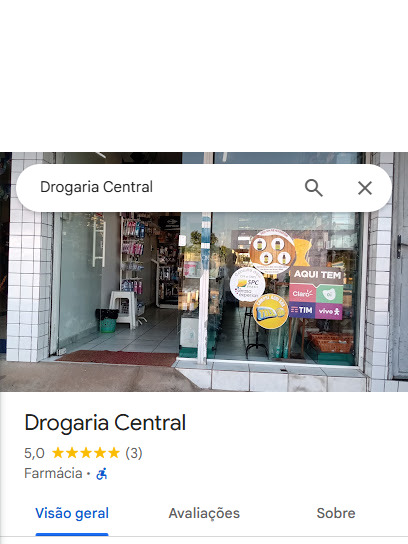 Drogaria Central
AQUI TEM
SPC
Claro
TIM
vivo
Drogaria Central
5,0 (3)
Farmácia ·
Visão geral Avaliações Sobre